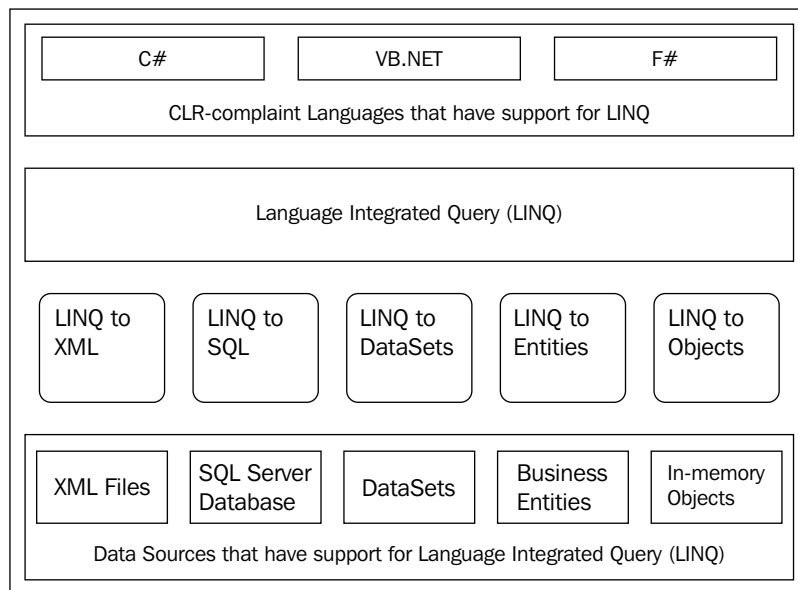 C#
VB.NET
F#
CLR-complaint Languages that have support for LINQ
Language Integrated Query (LINQ)
LINQ to
XML
LINQ to
SQL
LINQ to
DataSets
LINQ to
Entities
LINQ to
Objects
XML Files
SQL Server
Database
DataSets
Business
Entities
In-memory
Objects
Data Sources that have support for Language Integrated Query (LINQ)